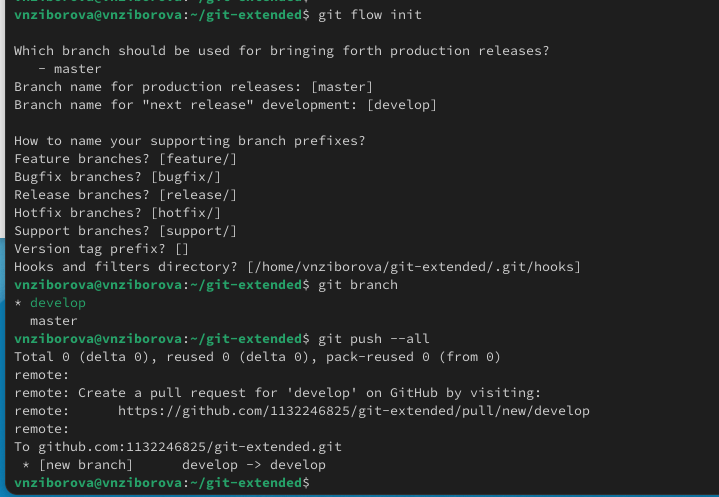 vnziborova@vnziborova:~/git-extended$ git flow init

Which branch should be used for bringing forth production releases?
   - master
Branch name for production releases: [master]
Branch name for "next release" development: [develop]

How to name your supporting branch prefixes?
Feature branches? [feature/]
Bugfix branches? [bugfix/]
Release branches? [release/]
Hotfix branches? [hotfix/]
Support branches? [support/]
Version tag prefix? []
Hooks and filters directory? [/home/vnziborova/git-extended/.git/hooks]
vnziborova@vnziborova:~/git-extended$ git branch
* develop
  master
vnziborova@vnziborova:~/git-extended$ git push --all
Total 0 (delta 0), reused 0 (delta 0), pack-reused 0 (from 0)
remote:
remote: Create a pull request for 'develop' on GitHub by visiting:
remote:      https://github.com/1132246825/git-extended/pull/new/develop
remote:
To github.com:1132246825/git-extended.git
 * [new branch]      develop -> develop
vnziborova@vnziborova:~/git-extended$